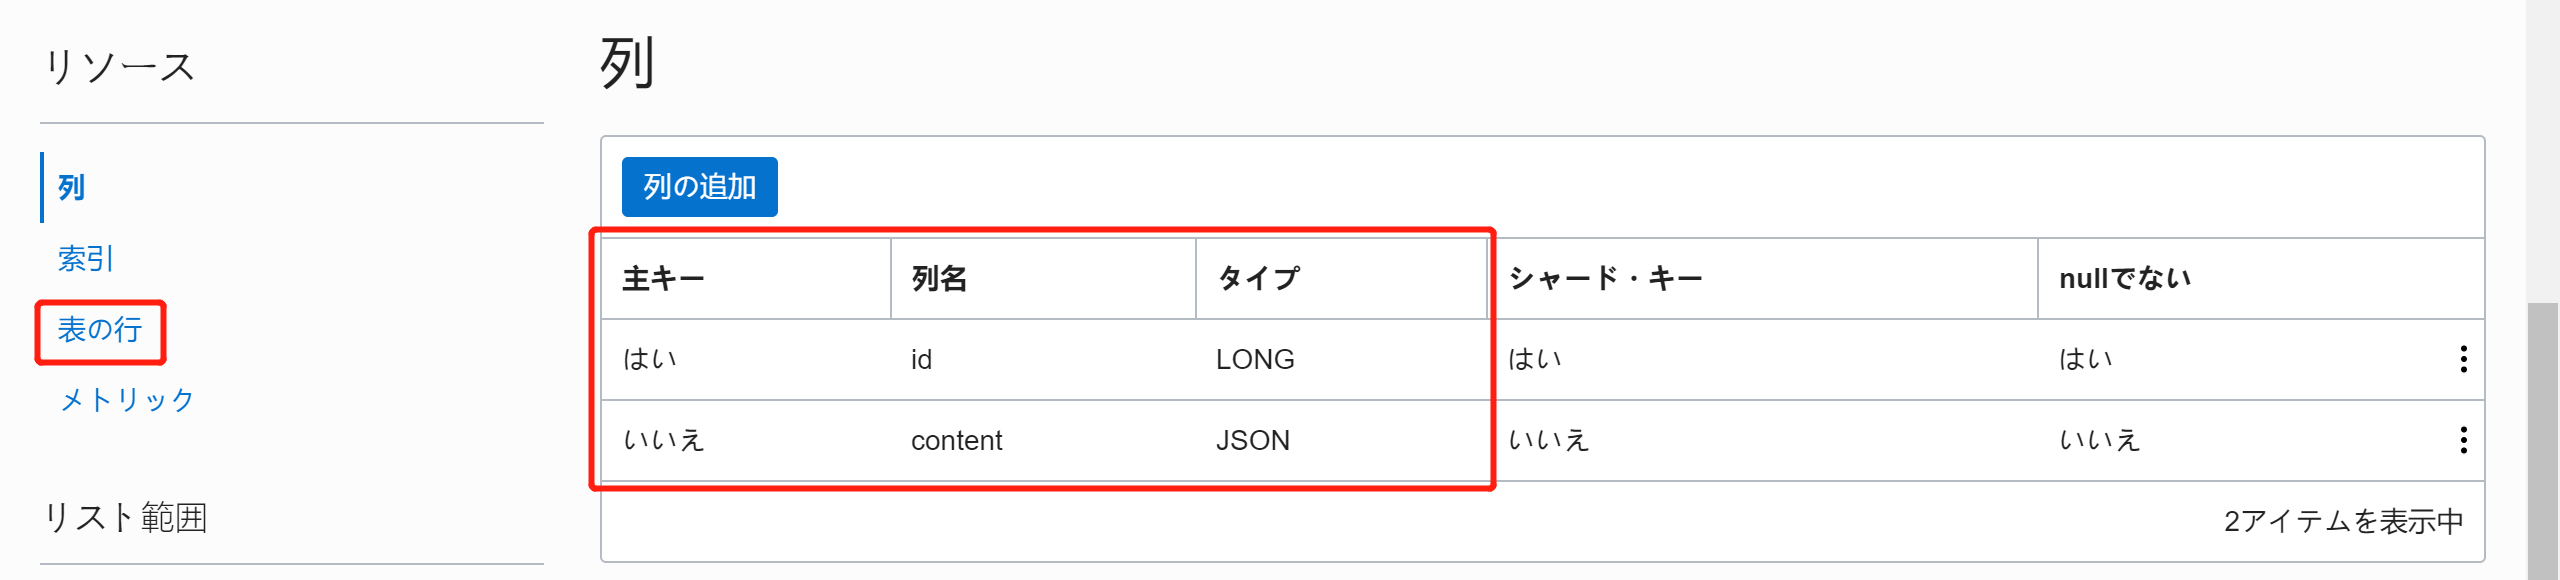 リソース
列
索引
表の行
メトリック
リスト範囲
列
列の追加
主キー 列名 タイプ シャード・キー nullでない
はい id LONG はい はい
いいえ content JSON いいえ いいえ
2アイテムを表示中